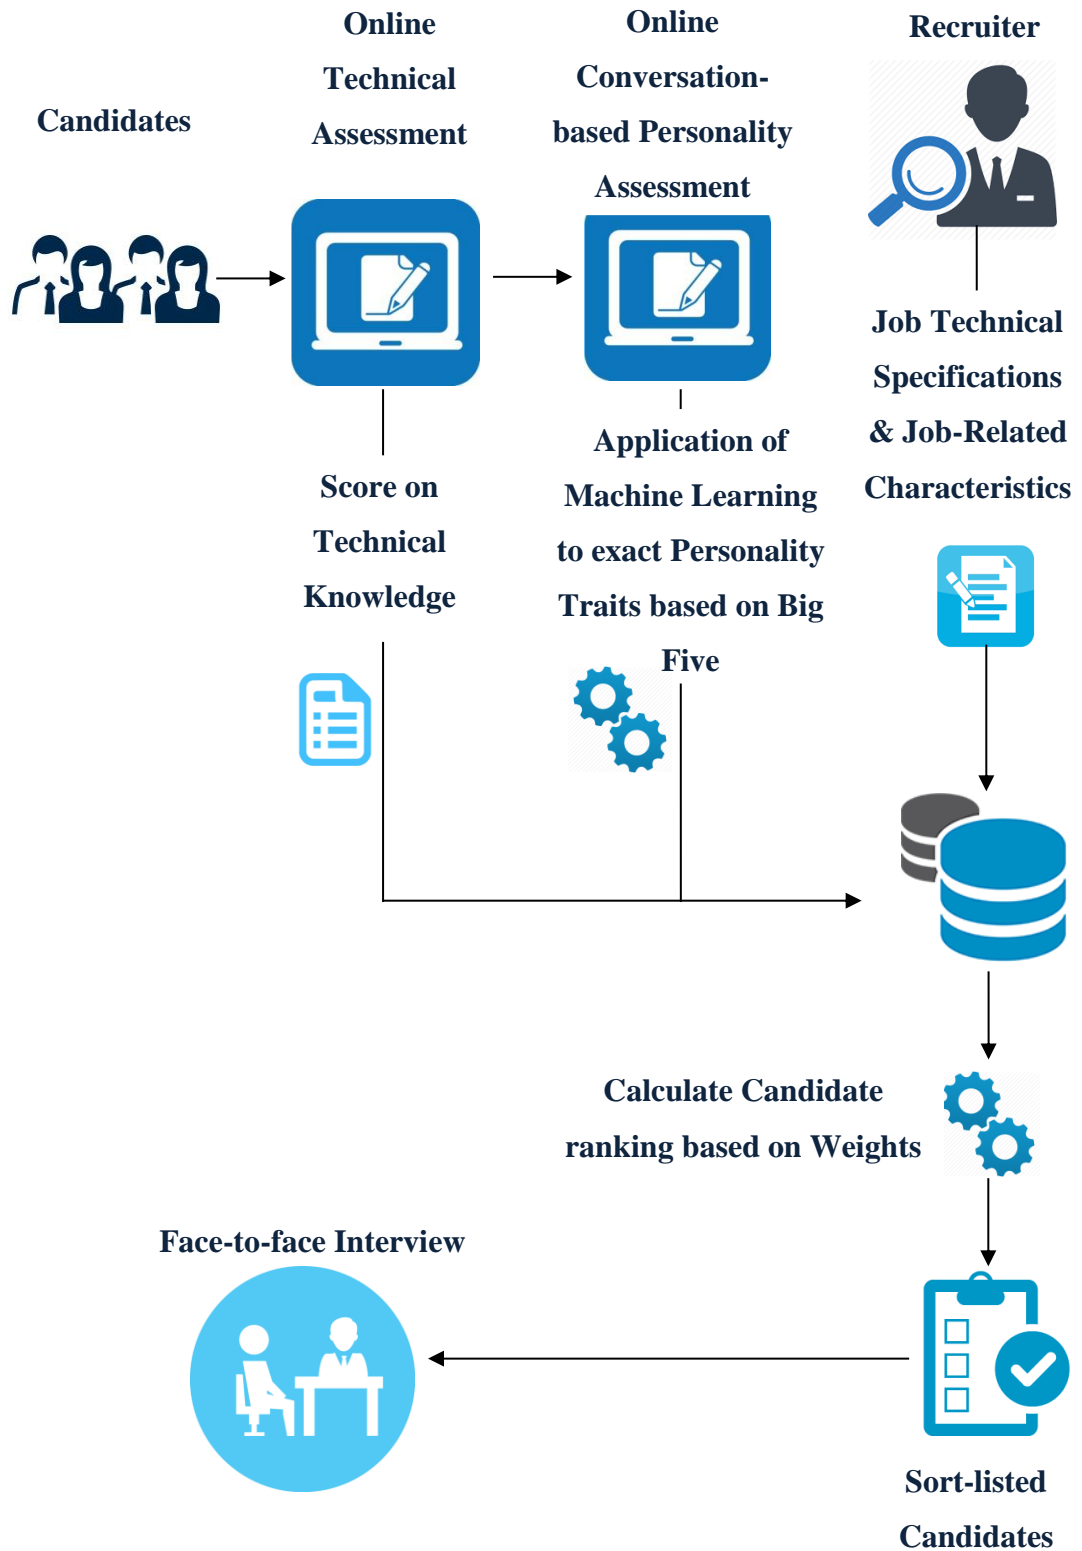 Candidates
Online
Technical
Assessment
Online
Conversation-
based Personality
Assessment
Recruiter
Score on
Technical
Knowledge
Application of
Machine Learning
to exact Personality
Traits based on Big
Five
Job Technical
Specifications
& Job-Related
Characteristics
Calculate Candidate
ranking based on Weights
Face-to-face Interview
Sort-listed
Candidates